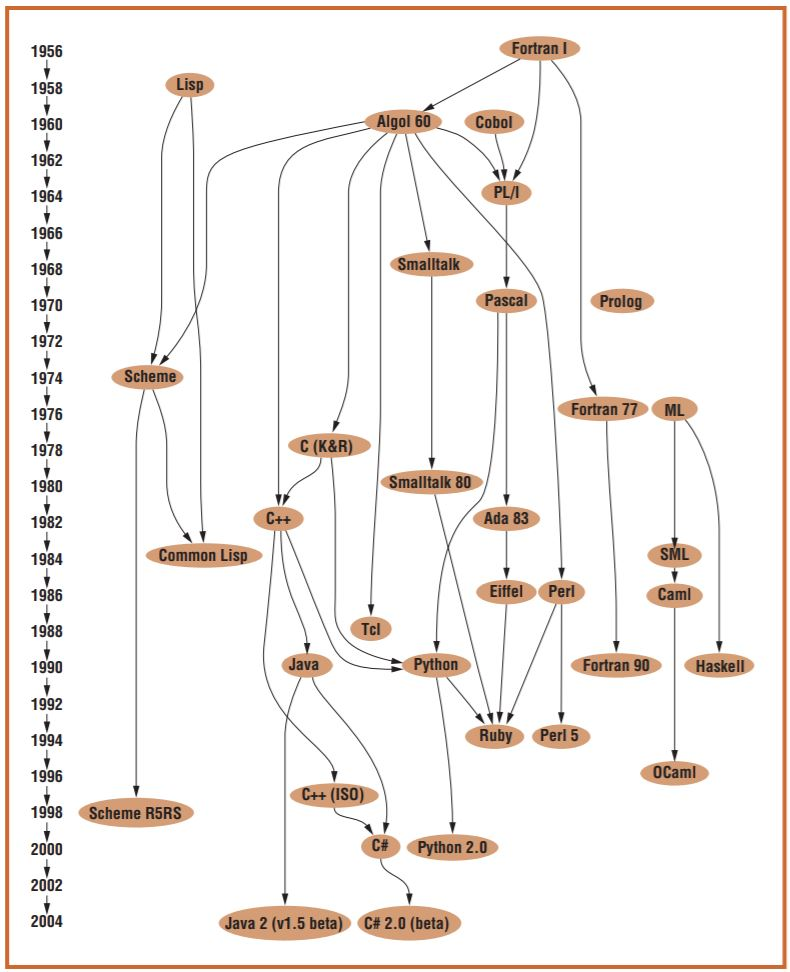 1956
Fortran I
1958
Lisp
1960
Algol 60
Cobol
1962
1964
PL/I
1966
1968
Smalltalk
1970
Pascal
Prolog
1972
1974
Scheme
1976
Fortran 77
ML
1978
C (K&R)
1980
Smalltalk 80
1982
C++
Ada 83
1984
Common Lisp
SML
1986
Eiffel
Perl
Caml
1988
Tcl
1990
Java
Python
Fortran 90
Haskell
1992
1994
Ruby
Perl 5
1996
C++ (ISO)
OCaml
1998
Scheme R5RS
2000
C#
Python 2.0
2002
2004
Java 2 (v1.5 beta)
C# 2.0 (beta)